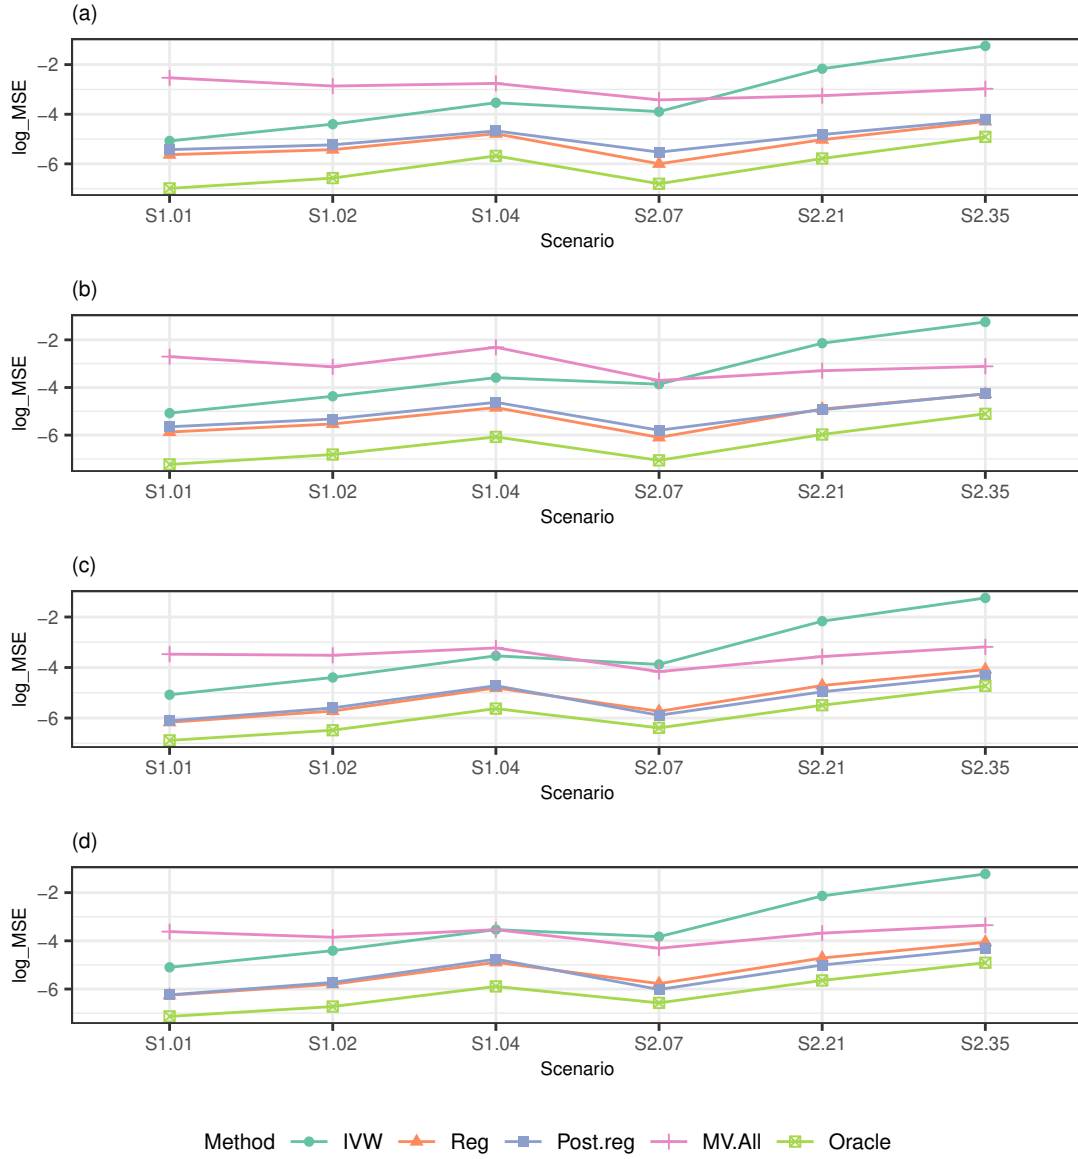 (a)
log_MSE
−2
−4
−6
S1.01 S1.02 S1.04 S2.07 S2.21 S2.35
Scenario
(b)
log_MSE
−2
−4
−6
S1.01 S1.02 S1.04 S2.07 S2.21 S2.35
Scenario
(c)
log_MSE
−2
−4
−6
S1.01 S1.02 S1.04 S2.07 S2.21 S2.35
Scenario
(d)
log_MSE
−2
−4
−6
S1.01 S1.02 S1.04 S2.07 S2.21 S2.35
Scenario
Method IVW Reg Post.reg MV.All Oracle